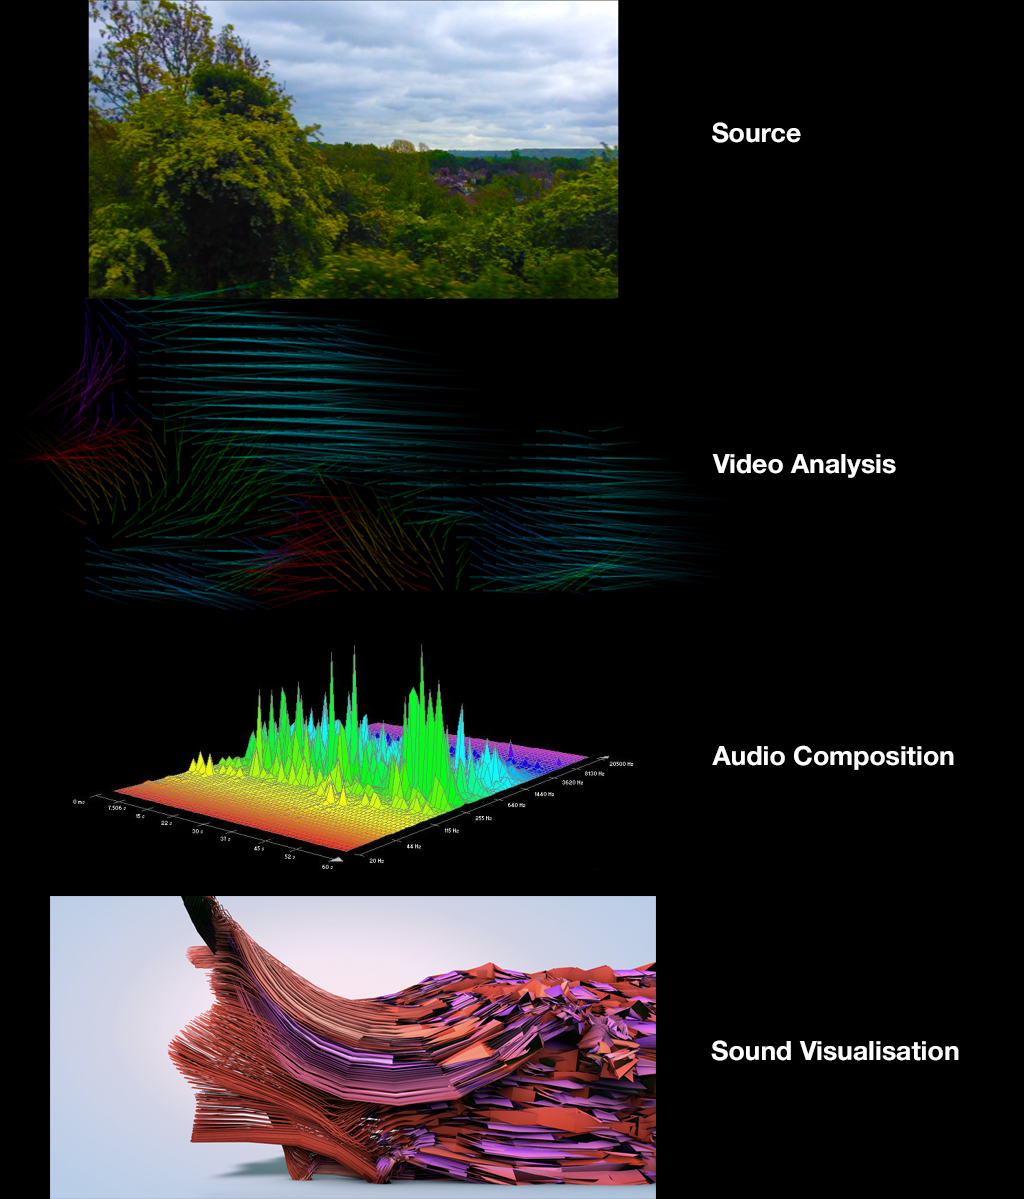 Source
Video Analysis
Audio Composition
20500 Hz
8130 Hz
3620 Hz
1440 Hz
640 Hz
255 Hz
115 Hz
44 Hz
20 Hz
0 ms
7.506 s
15 s
22 s
30 s
37 s
45 s
52 s
60 s
Sound Visualisation